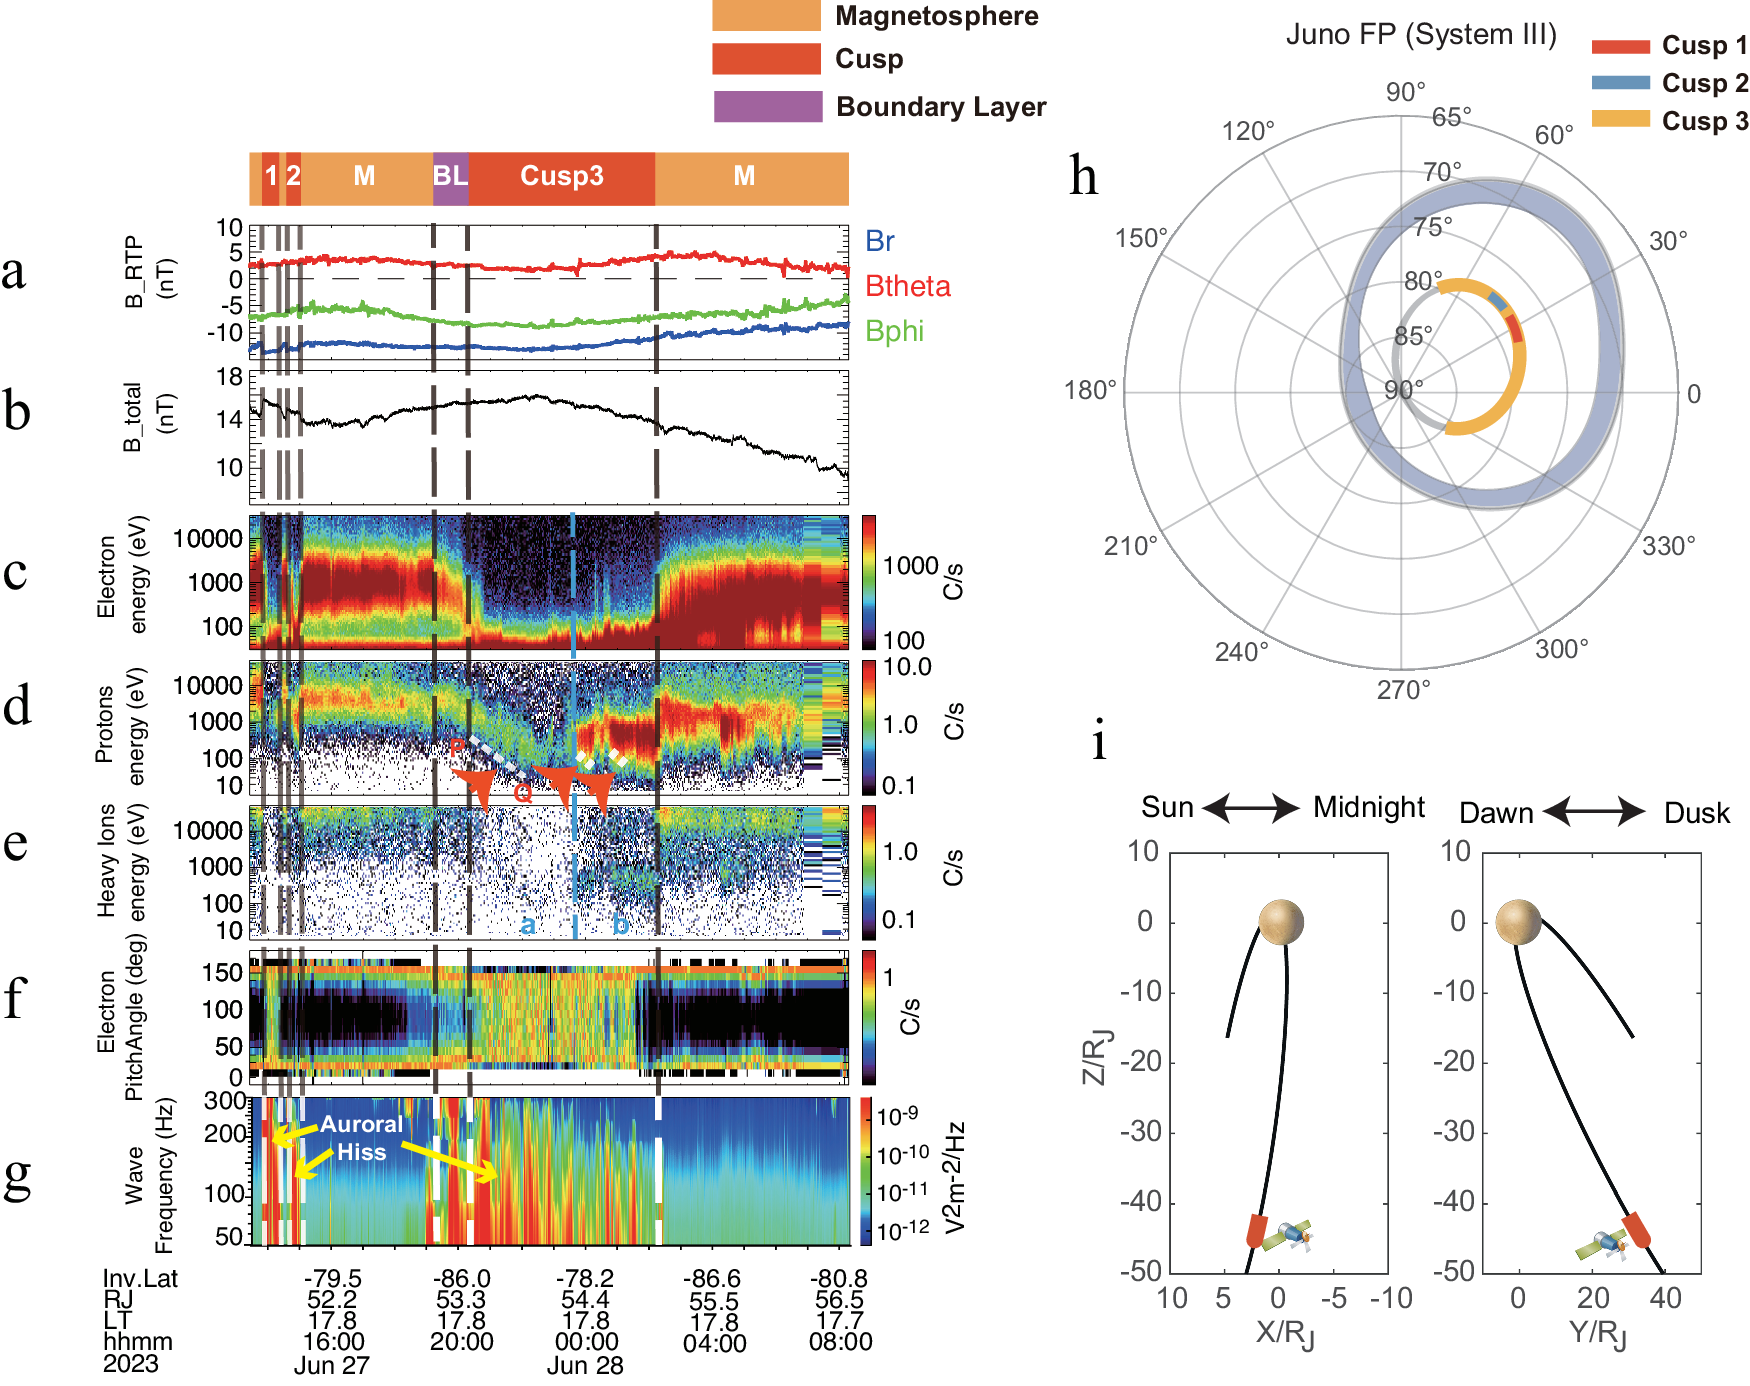 Magnetosphere
Cusp
Boundary Layer
1 2 M BL Cusp3 M
a
B_RTP
(nT)
10
5
0
-5
-10
Br
Btheta
Bphi
b
B_total
(nT)
18
14
10
c
Electron
energy (eV)
10000
1000
100
1000
100
C/s
d
Protons
energy (eV)
10000
1000
100
10
P
Q
10.0
1.0
0.1
C/s
e
Heavy Ions
energy (eV)
10000
1000
100
10
a b
1.0
0.1
C/s
f
Electron
PitchAngle (deg)
150
100
50
0
1
C/s
g
Wave
Frequency (Hz)
300
200
100
50
Auroral
Hiss
10-9
10-10
10-11
10-12
V2m-2/Hz
Inv.Lat -79.5 -86.0 -78.2 -86.6 -80.8
RJ 52.2 53.3 54.4 55.5 56.5
LT 17.8 17.8 17.8 17.8 17.7
hhmm 16:00 20:00 00:00 04:00 08:00
2023 Jun 27 Jun 28
h
Juno FP (System III)
Cusp 1
Cusp 2
Cusp 3
90°
65°
120°
60°
70°
75°
150°
30°
80°
85°
180°
90°
0
210°
330°
240°
300°
270°
i
Sun Midnight
Dawn Dusk
Z/RJ
10
0
-10
-20
-30
-40
-50
10 5 0 -5 -10
X/RJ
10
0
-10
-20
-30
-40
-50
0 20 40
Y/RJ